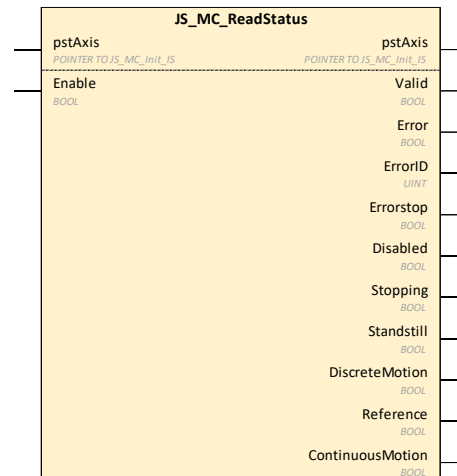 JS_MC_ReadStatus
pstAxis pstAxis
POINTER TO JS_MC_Init_IS POINTER TO JS_MC_Init_IS
Enable Valid
BOOL BOOL
Error
BOOL
ErrorID
UINT
Errorstop
BOOL
Disabled
BOOL
Stopping
BOOL
Standstill
BOOL
DiscreteMotion
BOOL
Reference
BOOL
ContinuousMotion
BOOL